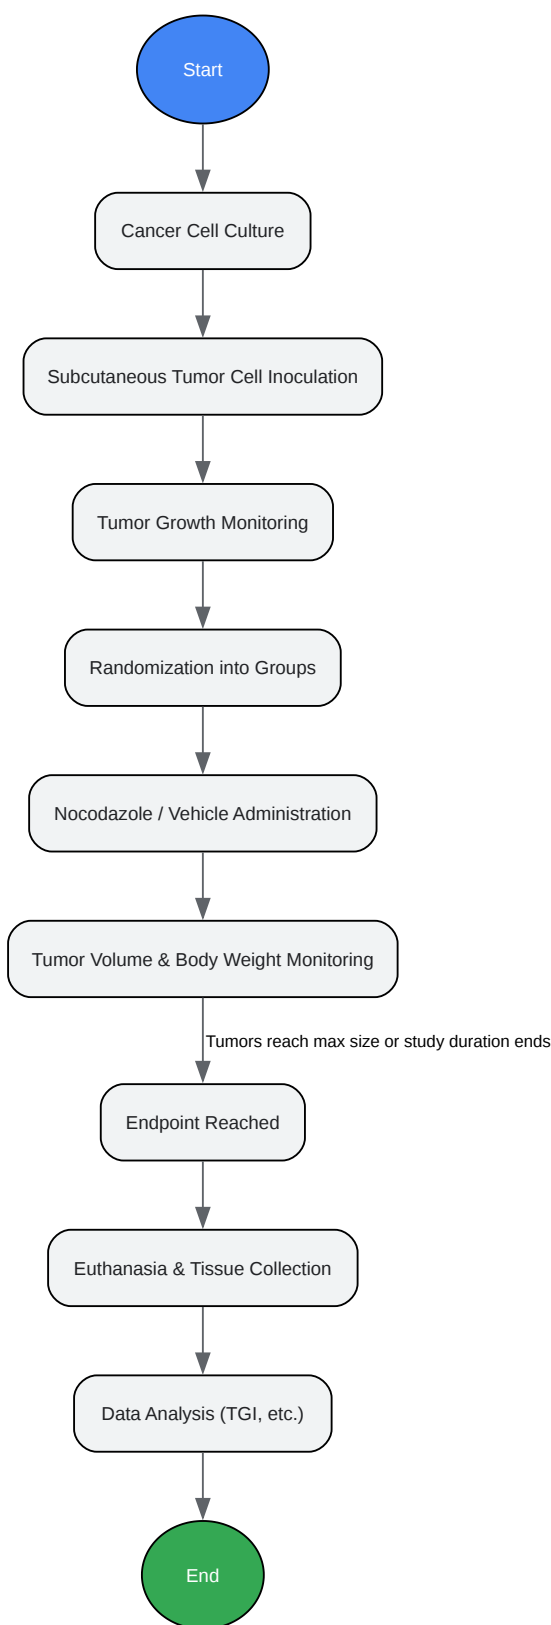 Start
Cancer Cell Culture
Subcutaneous Tumor Cell Inoculation
Tumor Growth Monitoring
Randomization into Groups
Nocodazole / Vehicle Administration
Tumor Volume & Body Weight Monitoring
Tumors reach max size or study duration ends
Endpoint Reached
Euthanasia & Tissue Collection
Data Analysis (TGI, etc.)
End